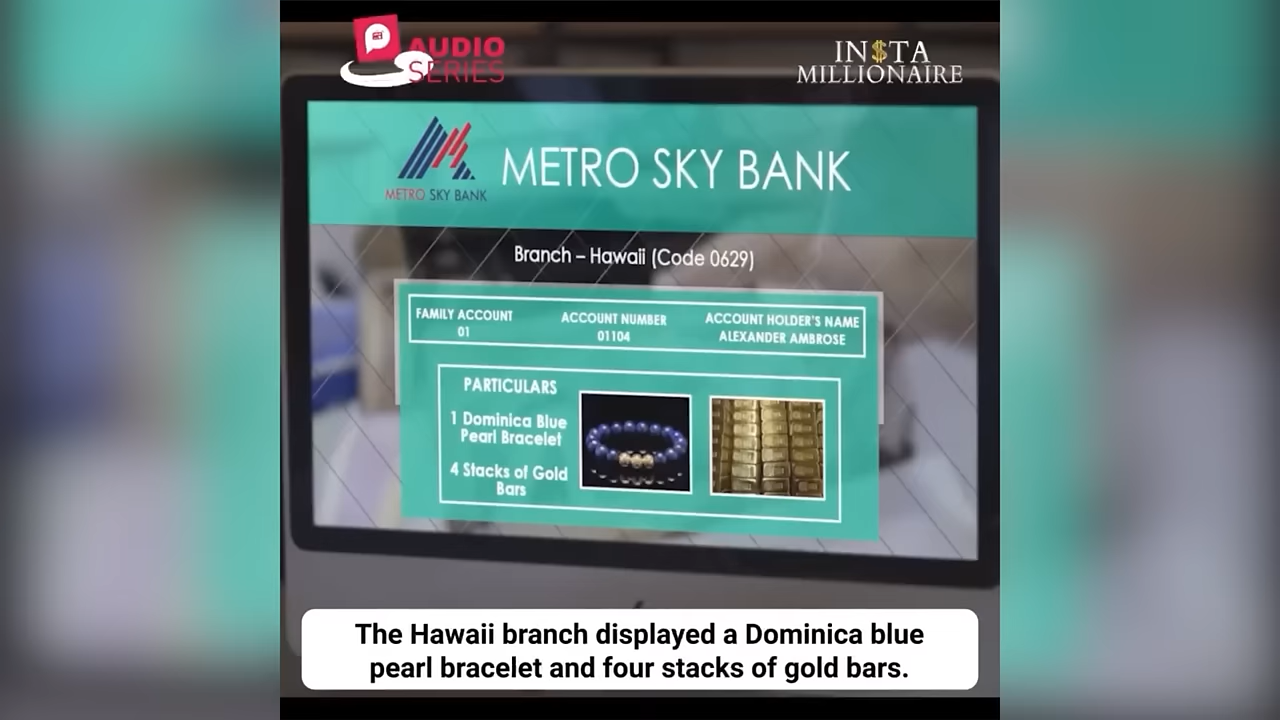 AUDIO
SERIES
IN$TA
MILLIONAIRE
METRO SKY BANK
METRO SKY BANK
Branch – Hawaii (Code 0629)
FAMILY ACCOUNT
01
ACCOUNT NUMBER
01104
ACCOUNT HOLDER'S NAME
ALEXANDER AMBROSE
PARTICULARS
1 Dominica Blue
Pearl Bracelet
4 Stacks of Gold
Bars
The Hawaii branch displayed a Dominica blue
pearl bracelet and four stacks of gold bars.